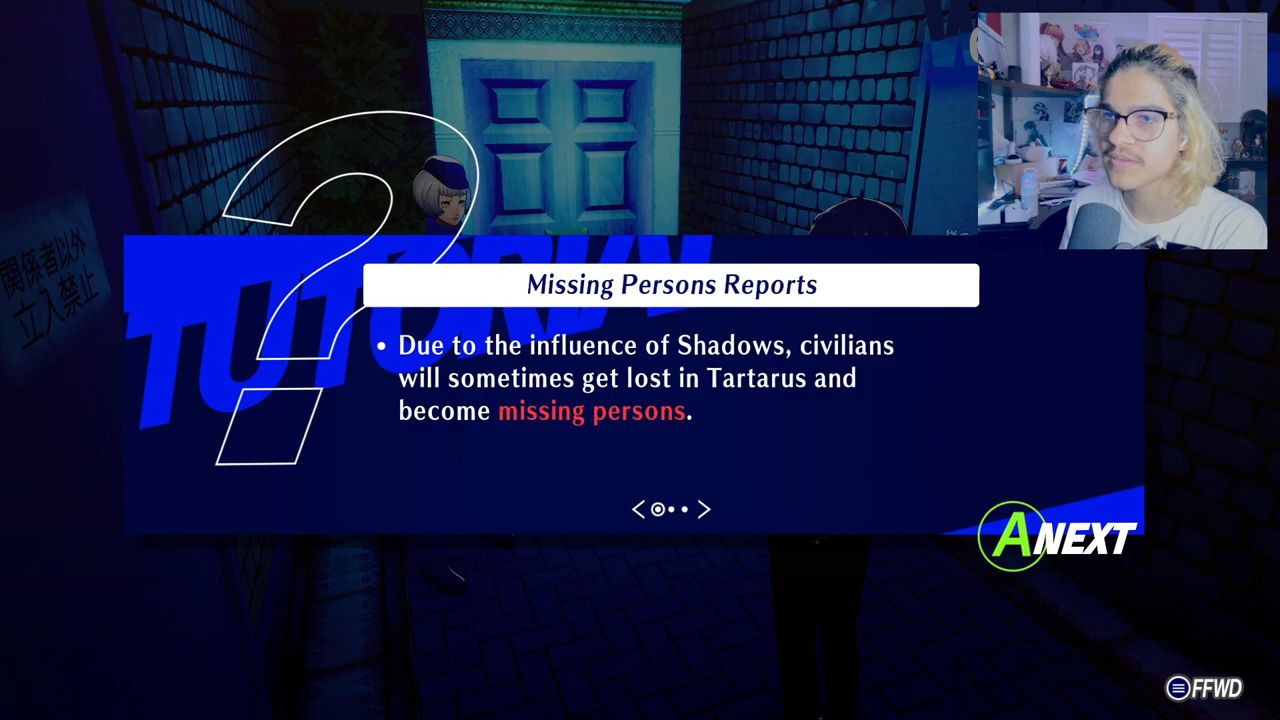 関係者以外
立入禁止
TUTORIAL
Missing Persons Reports
• Due to the influence of Shadows, civilians
will sometimes get lost in Tartarus and
become missing persons.
A NEXT
FFWD